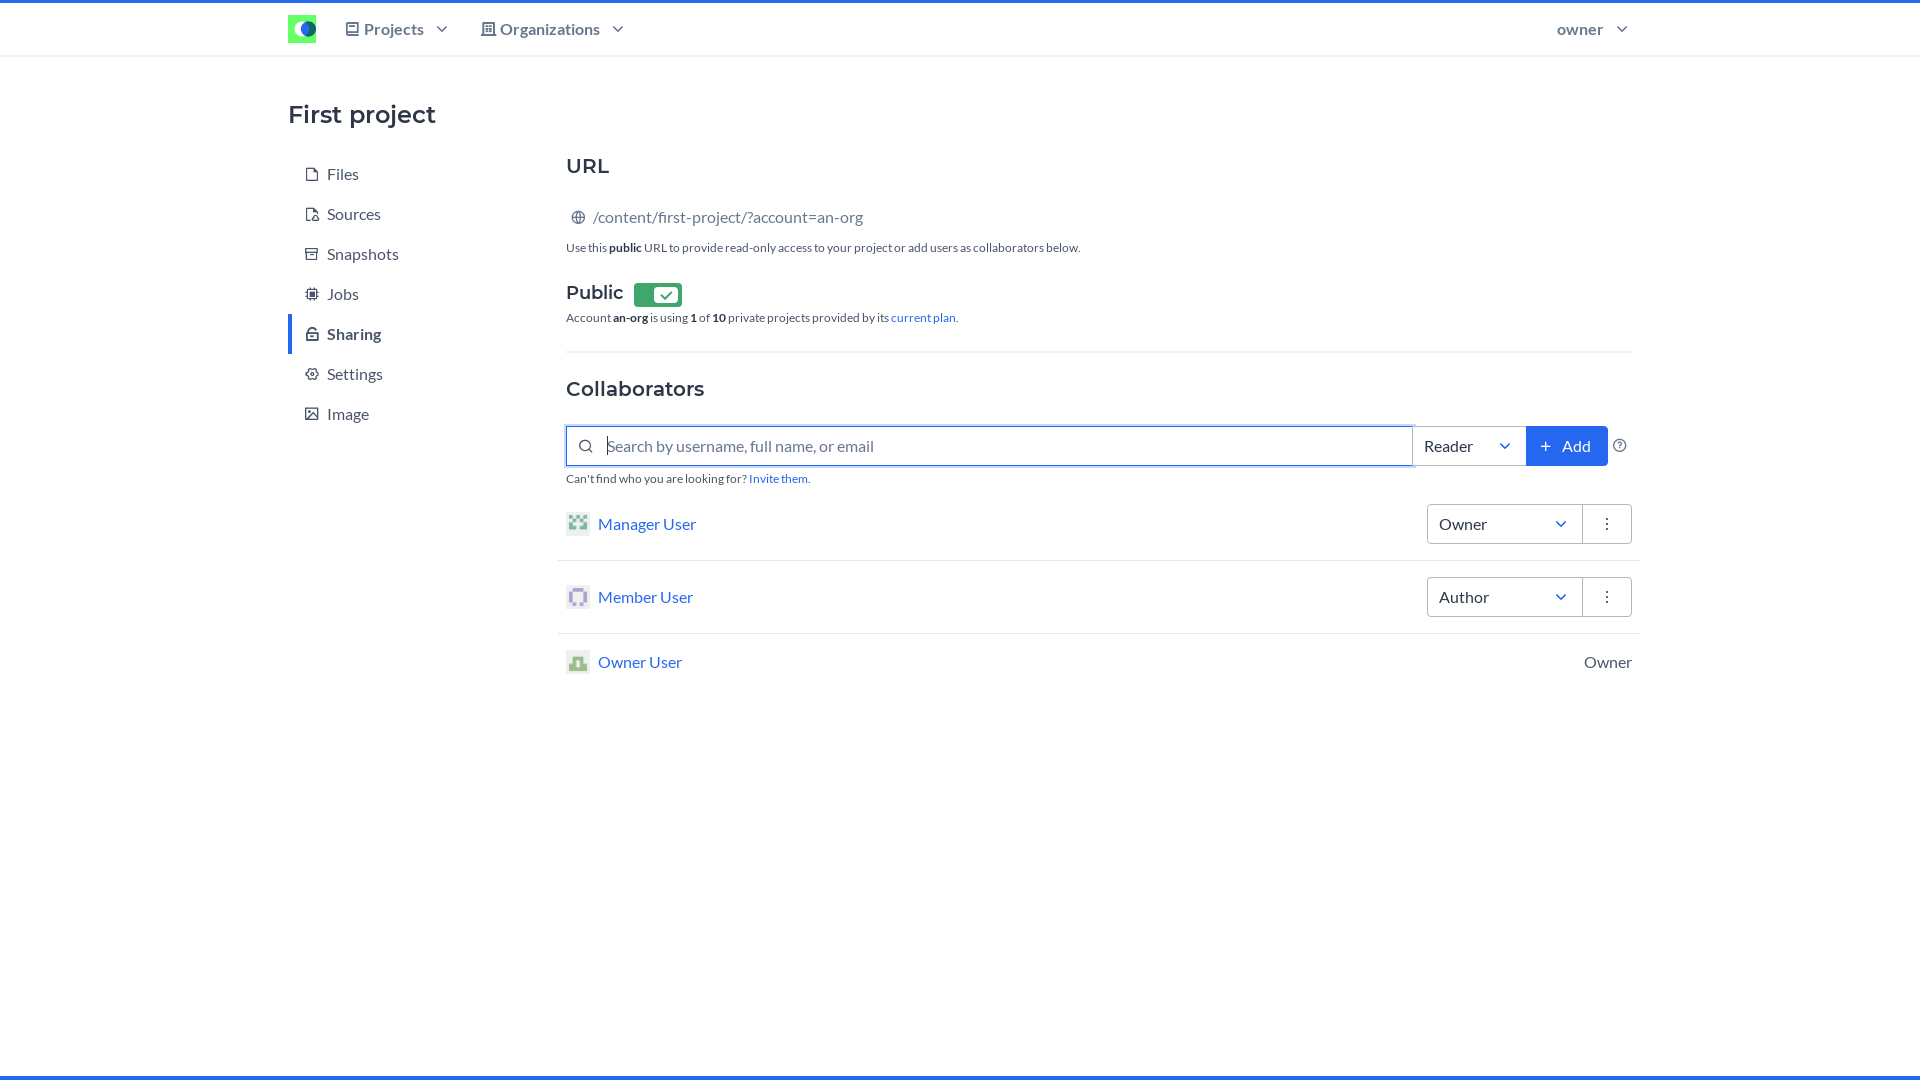 Projects
Organizations
owner
First project
Files
Sources
Snapshots
Jobs
Sharing
Settings
Image
URL
/content/first-project/?account=an-org
Use this public URL to provide read-only access to your project or add users as collaborators below.
Public
Account an-org is using 1 of 10 private projects provided by its current plan.
Collaborators
Search by username, full name, or email
Reader
Add
Can't find who you are looking for? Invite them.
Manager User
Owner
Member User
Author
Owner User
Owner